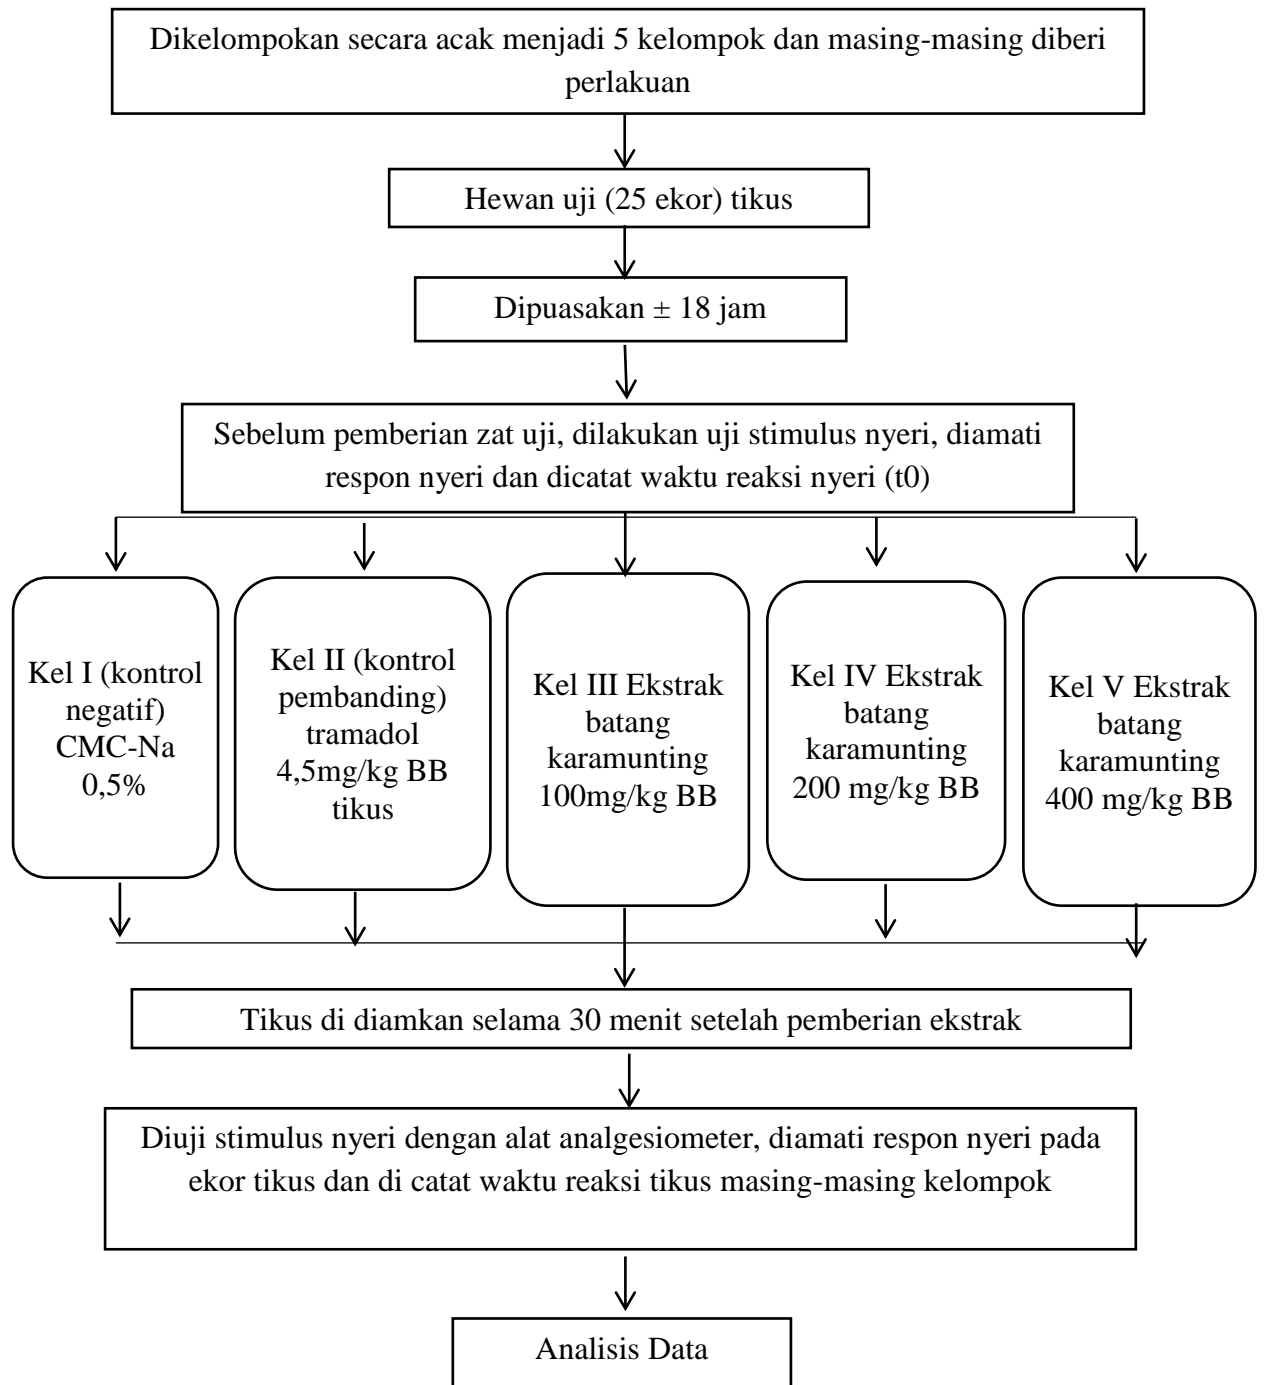 Dikelompokan secara acak menjadi 5 kelompok dan masing-masing diberi
perlakuan
Hewan uji (25 ekor) tikus
Dipuasakan ± 18 jam
Sebelum pemberian zat uji, dilakukan uji stimulus nyeri, diamati
respon nyeri dan dicatat waktu reaksi nyeri (t0)
Kel I (kontrol
negatif)
CMC-Na
0,5%
Kel II (kontrol
pembanding)
tramadol
4,5mg/kg BB
tikus
Kel III Ekstrak
batang
karamunting
100mg/kg BB
Kel IV Ekstrak
batang
karamunting
200 mg/kg BB
Kel V Ekstrak
batang
karamunting
400 mg/kg BB
Tikus di diamkan selama 30 menit setelah pemberian ekstrak
Diuji stimulus nyeri dengan alat analgesiometer, diamati respon nyeri pada
ekor tikus dan di catat waktu reaksi tikus masing-masing kelompok
Analisis Data